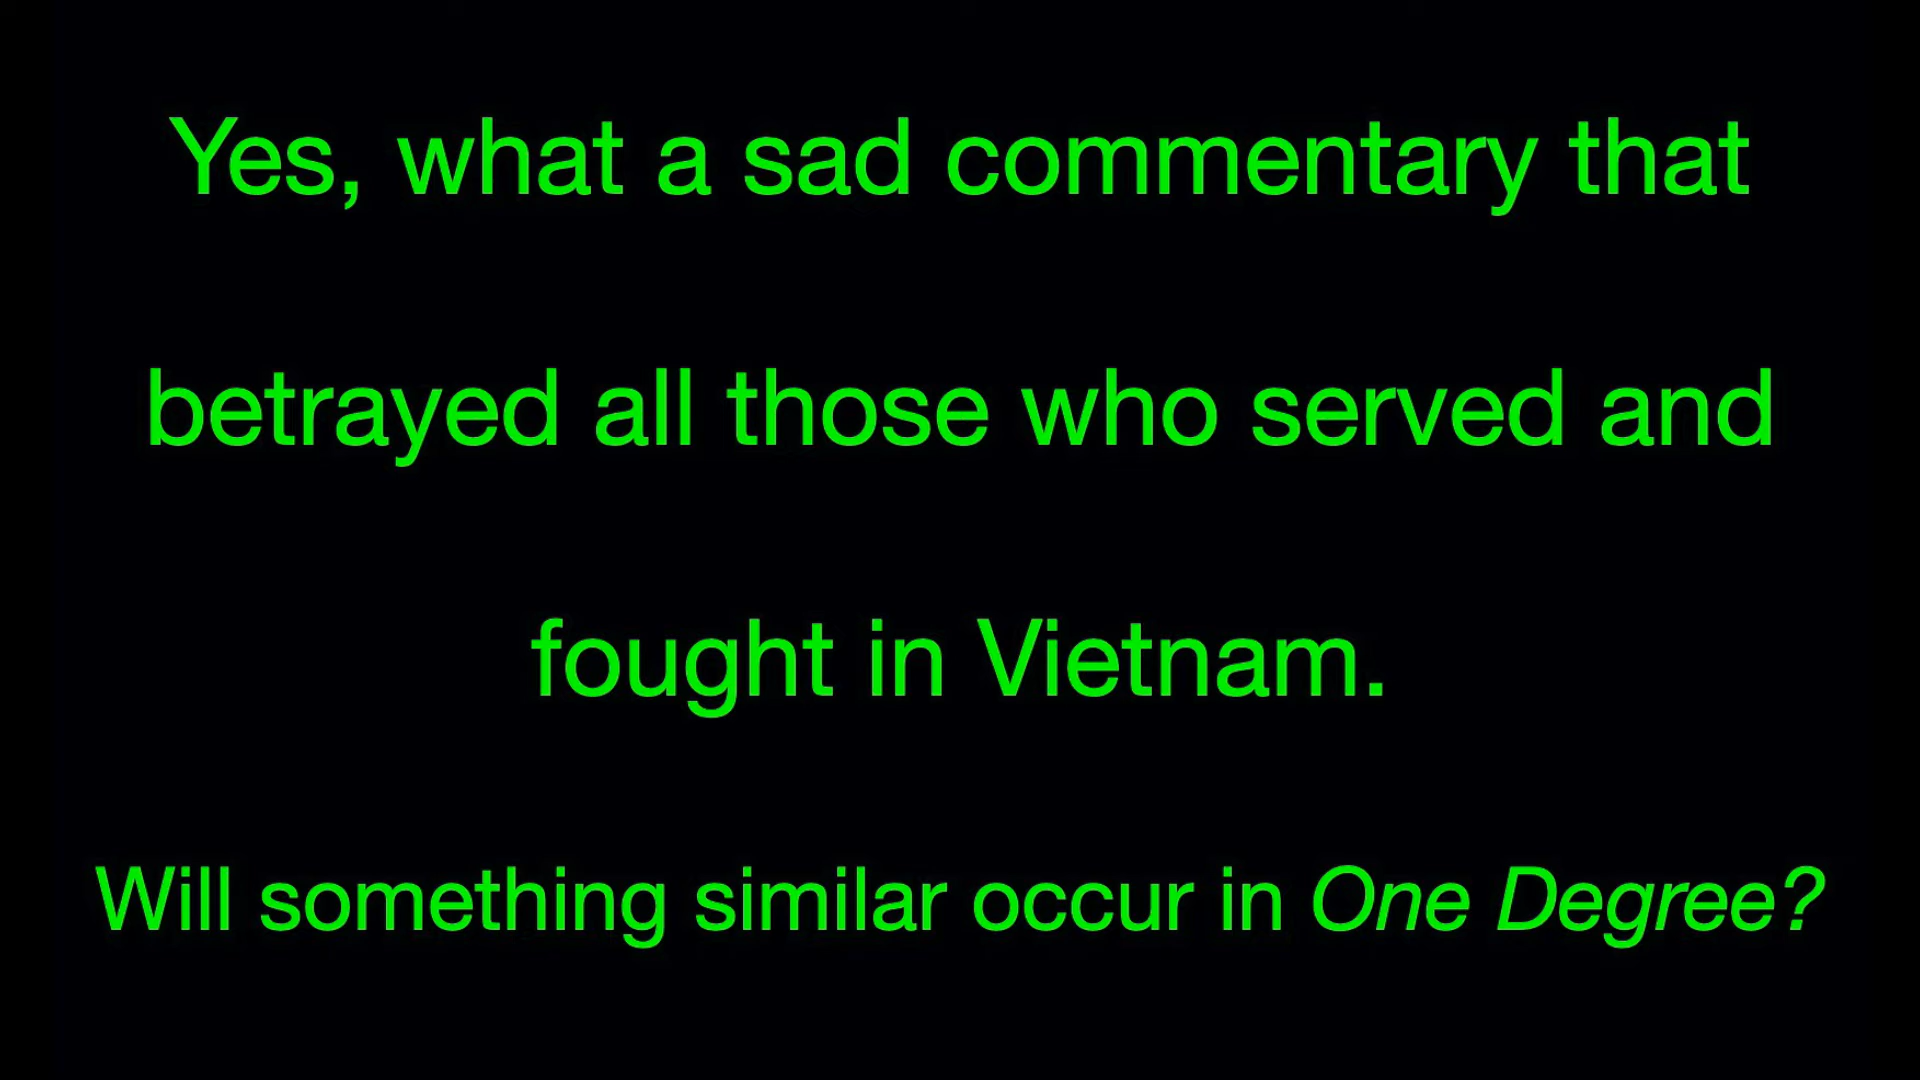 Yes, what a sad commentary that
betrayed all those who served and
fought in Vietnam.
Will something similar occur in One Degree?